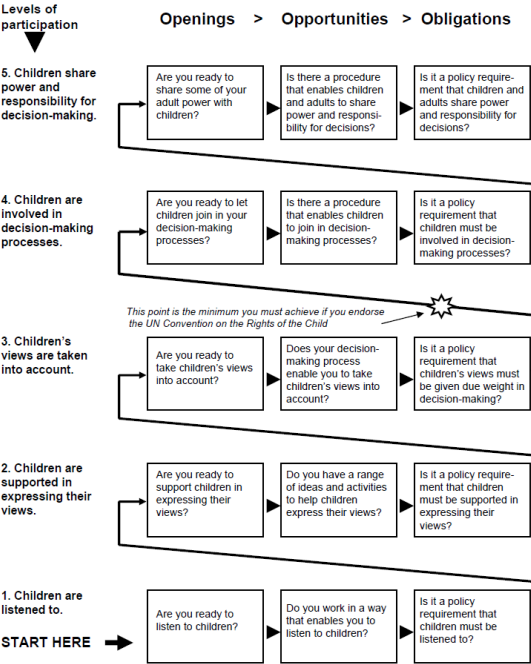 Levels of
participation
Openings > Opportunities > Obligations
5. Children share
power and
responsibility for
decision-making.
Are you ready to
share some of your
adult power with
children?
Is there a procedure
that enables children
and adults to share
power and responsi-
bility for decisions?
Is it a policy require-
ment that children and
adults share power
and responsibility for
decisions?
4. Children are
involved in
decision-making
processes.
Are you ready to let
children join in your
decision-making
processes?
Is there a procedure
that enables children
to join in decision-
making processes?
Is it a policy
requirement that
children must be
involved in decision-
making processes?
This point is the minimum you must achieve if you endorse
the UN Convention on the Rights of the Child
3. Children's
views are taken
into account.
Are you ready to
take children's views
into account?
Does your decision-
making process
enable you to take
children's views into
account?
Is it a policy
requirement that
children's views must
be given due weight in
decision-making?
2. Children are
supported in
expressing their
views.
Are you ready to
support children in
expressing their
views?
Do you have a range
of ideas and activities
to help children
express their views?
Is it a policy require-
ment that children
must be supported in
expressing their
views?
1. Children are
listened to.
START HERE
Are you ready to
listen to children?
Do you work in a way
that enables you to
listen to children?
Is it a policy
requirement that
children must be
listened to?